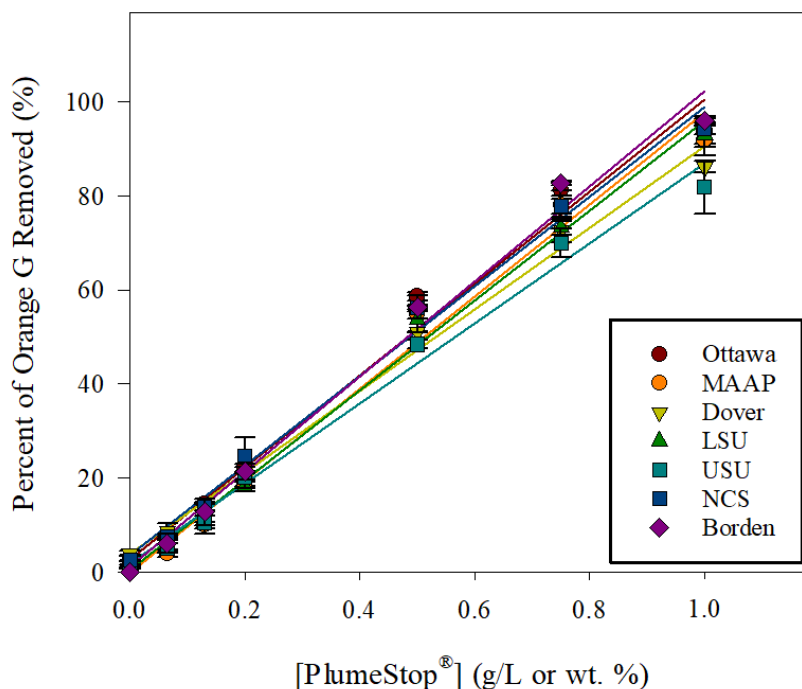 Percent of Orange G Removed (%)
100
80
60
40
20
0
0.0
0.2
0.4
0.6
0.8
1.0
[PlumeStop®] (g/L or wt. %)
Ottawa
MAAP
Dover
LSU
USU
NCS
Borden